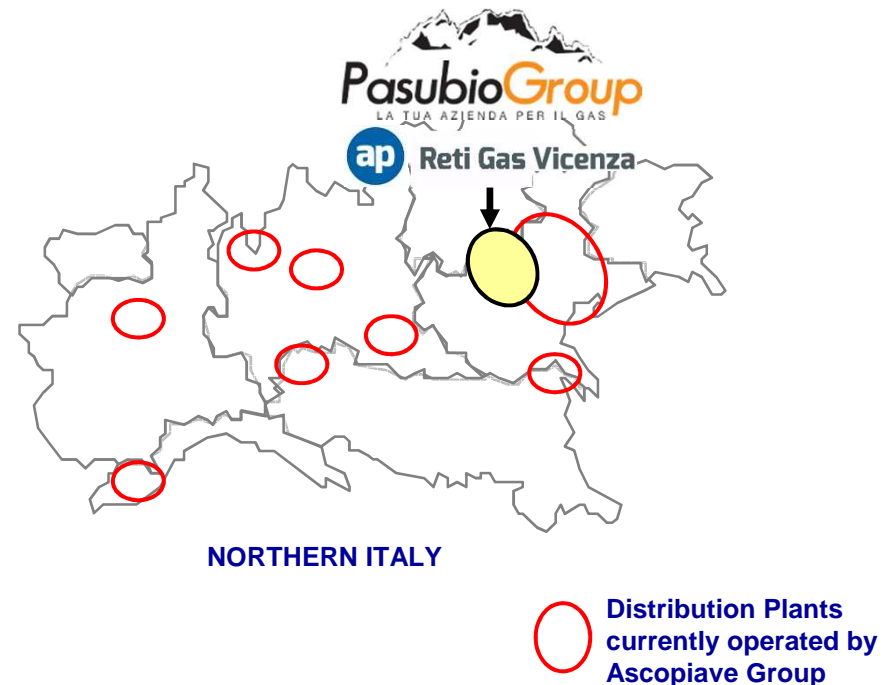 PasubioGroup
LA TUA AZIENDA PER IL GAS
ap Reti Gas Vicenza
NORTHERN ITALY
Distribution Plants
currently operated by
Ascopiave Group